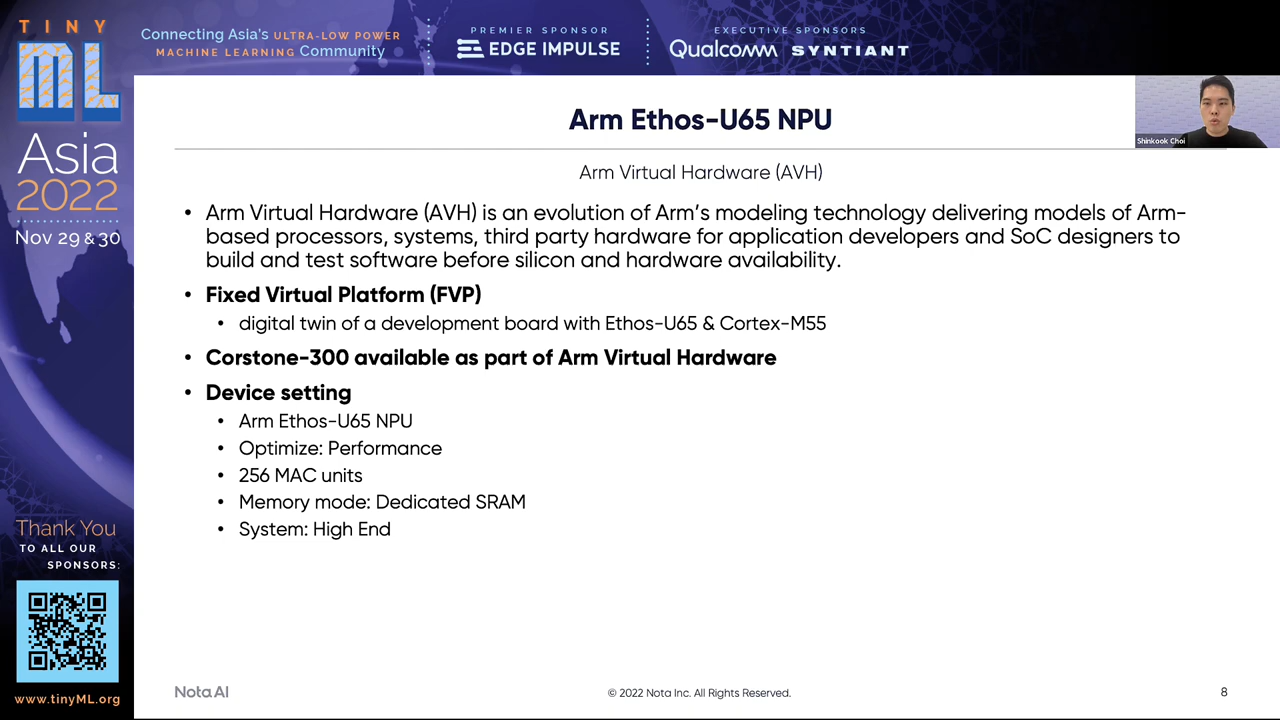 TINY
ML
Asia
2022
Nov 29 & 30
Connecting Asia's ULTRA-LOW POWER
MACHINE LEARNING Community
PREMIER SPONSOR
EDGE IMPULSE
EXECUTIVE SPONSORS
Qualcomm SYNTIANT
Arm Ethos-U65 NPU
Shinkook Choi
Arm Virtual Hardware (AVH)
• Arm Virtual Hardware (AVH) is an evolution of Arm's modeling technology delivering models of Arm-
based processors, systems, third party hardware for application developers and SoC designers to
build and test software before silicon and hardware availability.
• Fixed Virtual Platform (FVP)
• digital twin of a development board with Ethos-U65 & Cortex-M55
• Corstone-300 available as part of Arm Virtual Hardware
• Device setting
• Arm Ethos-U65 NPU
• Optimize: Performance
• 256 MAC units
• Memory mode: Dedicated SRAM
• System: High End
Thank You
TO ALL OUR
SPONSORS:
www.tinyML.org
Nota AI
© 2022 Nota Inc. All Rights Reserved.
8